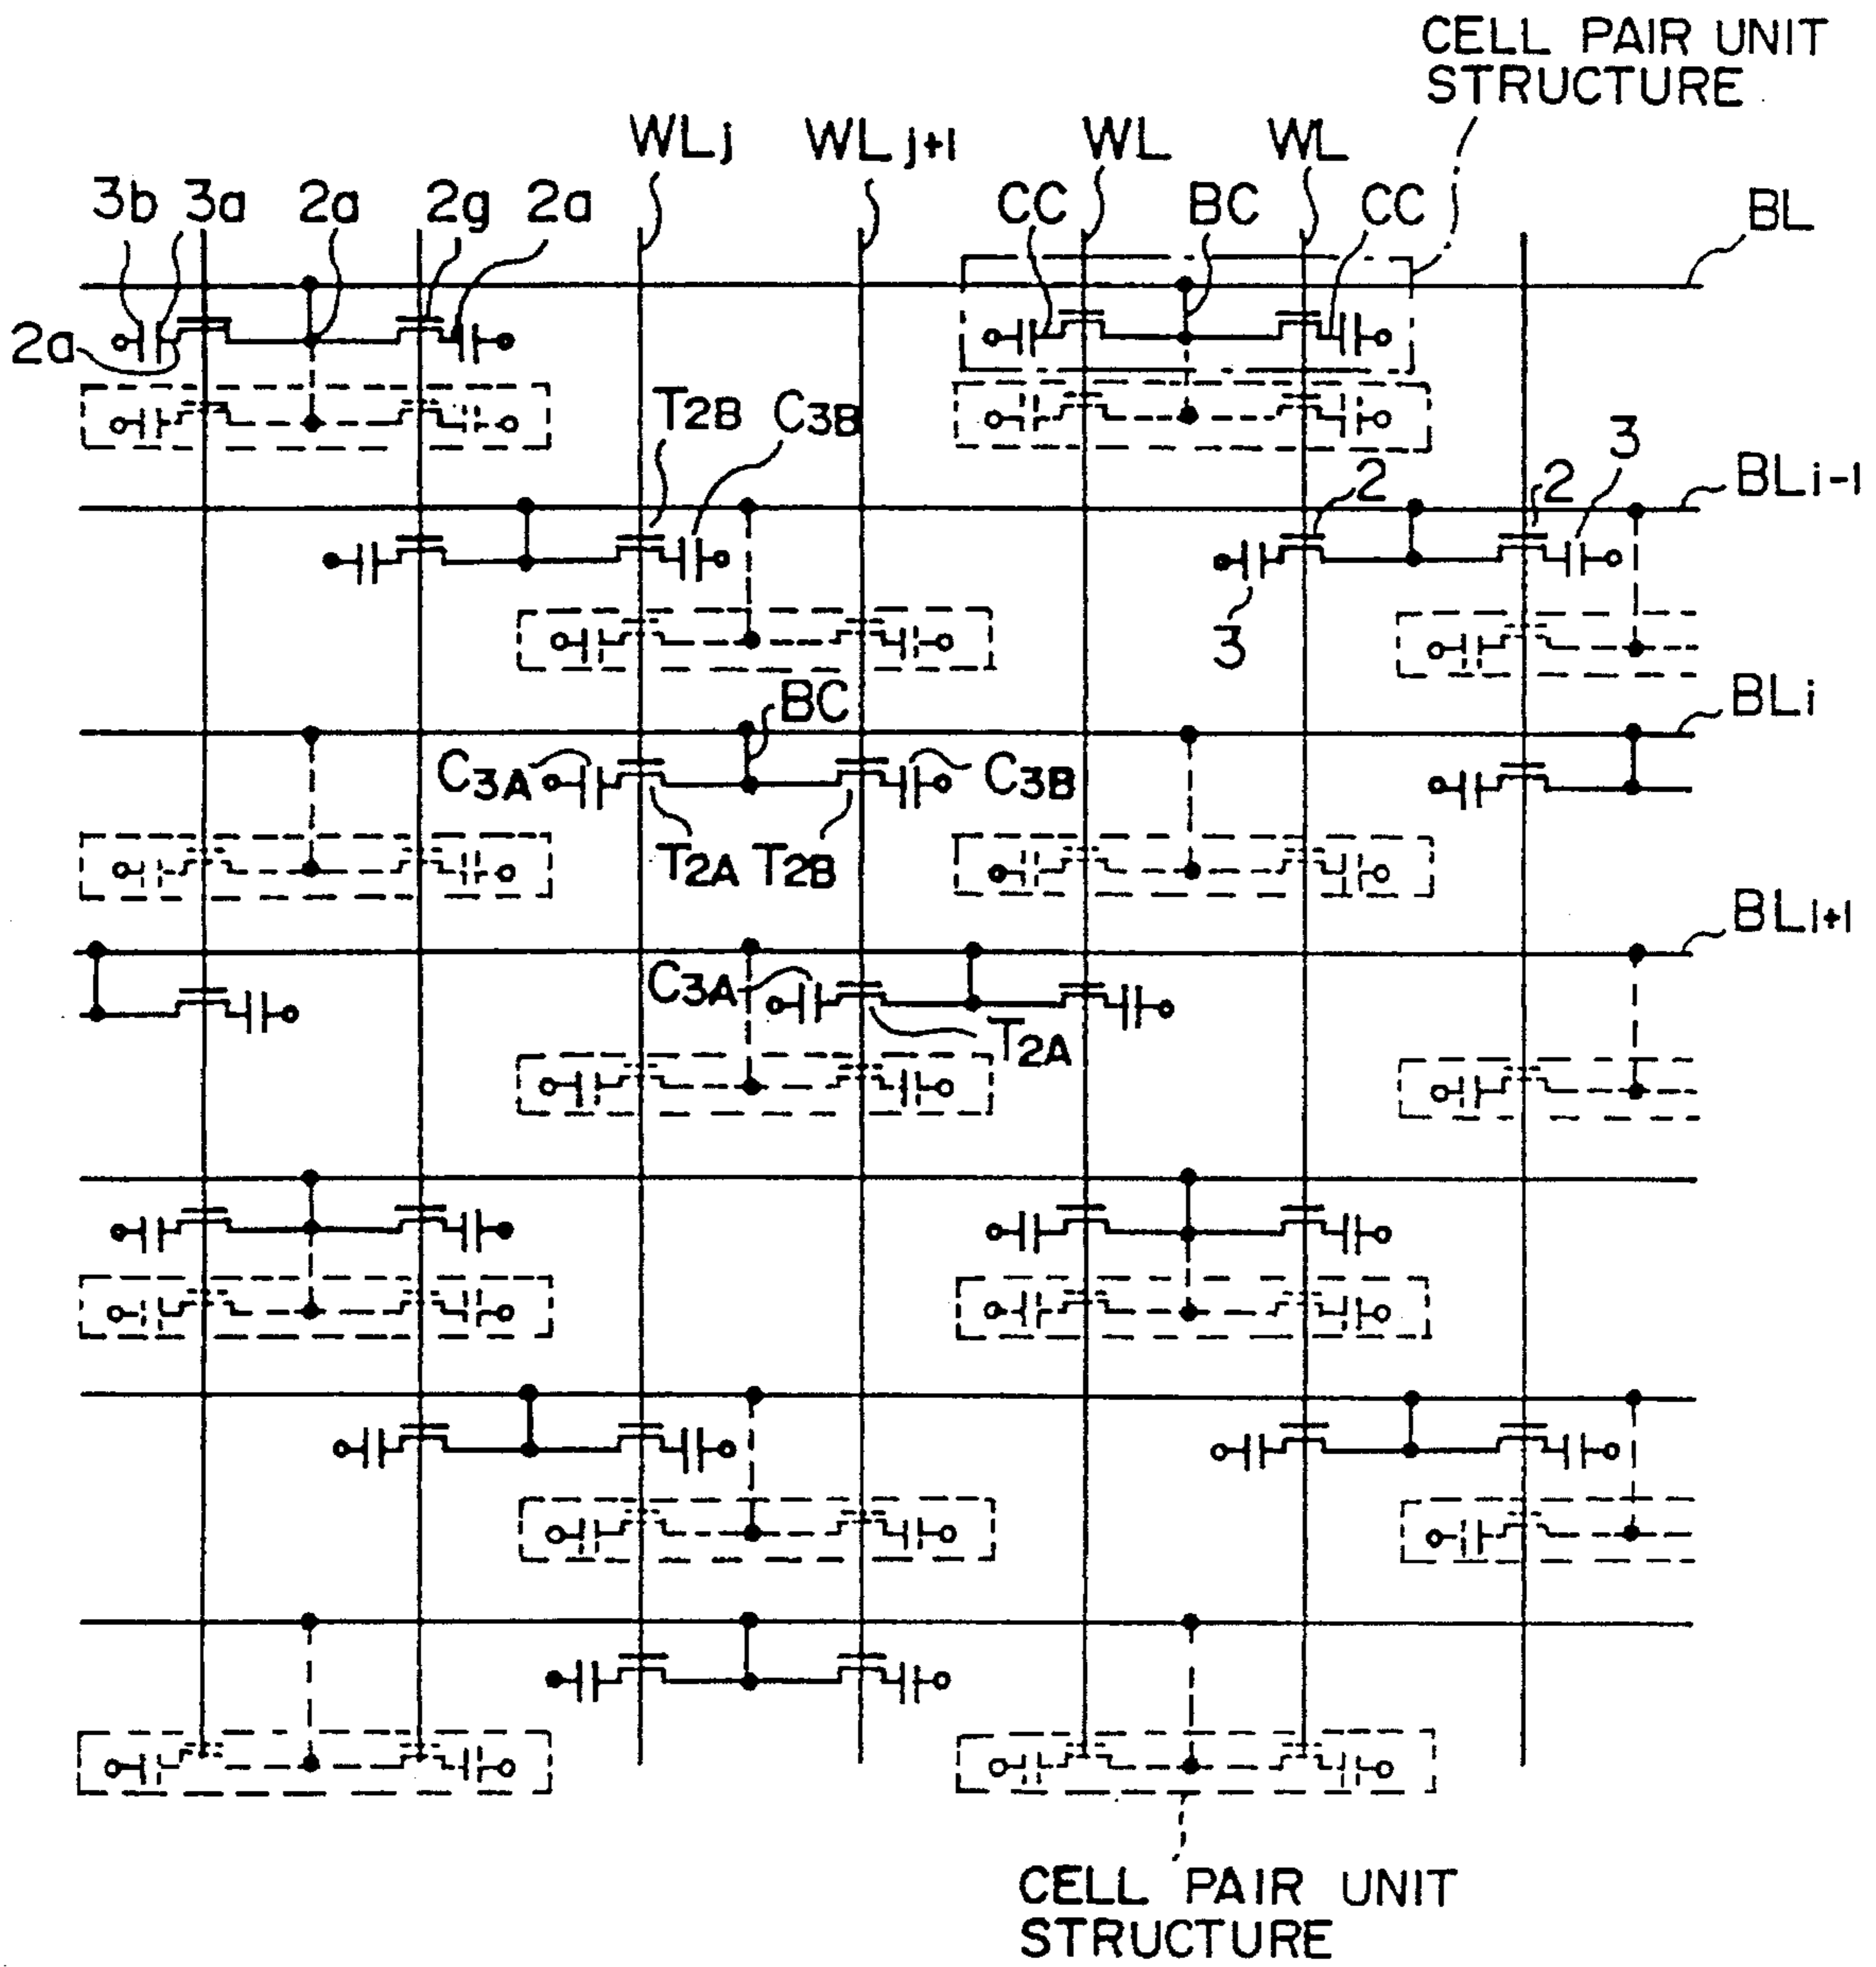 CELL PAIR UNIT
STRUCTURE
WLj
WLj+1
WL
WL
3b
3a
2a
2g
2a
CC
BC
CC
BL
2a
T2B
C3B
3
2
2
BLi-1
3
BC
BLi
C3A
C3B
T2A
T2B
BLi+1
C3A
T2A
CELL PAIR UNIT
STRUCTURE